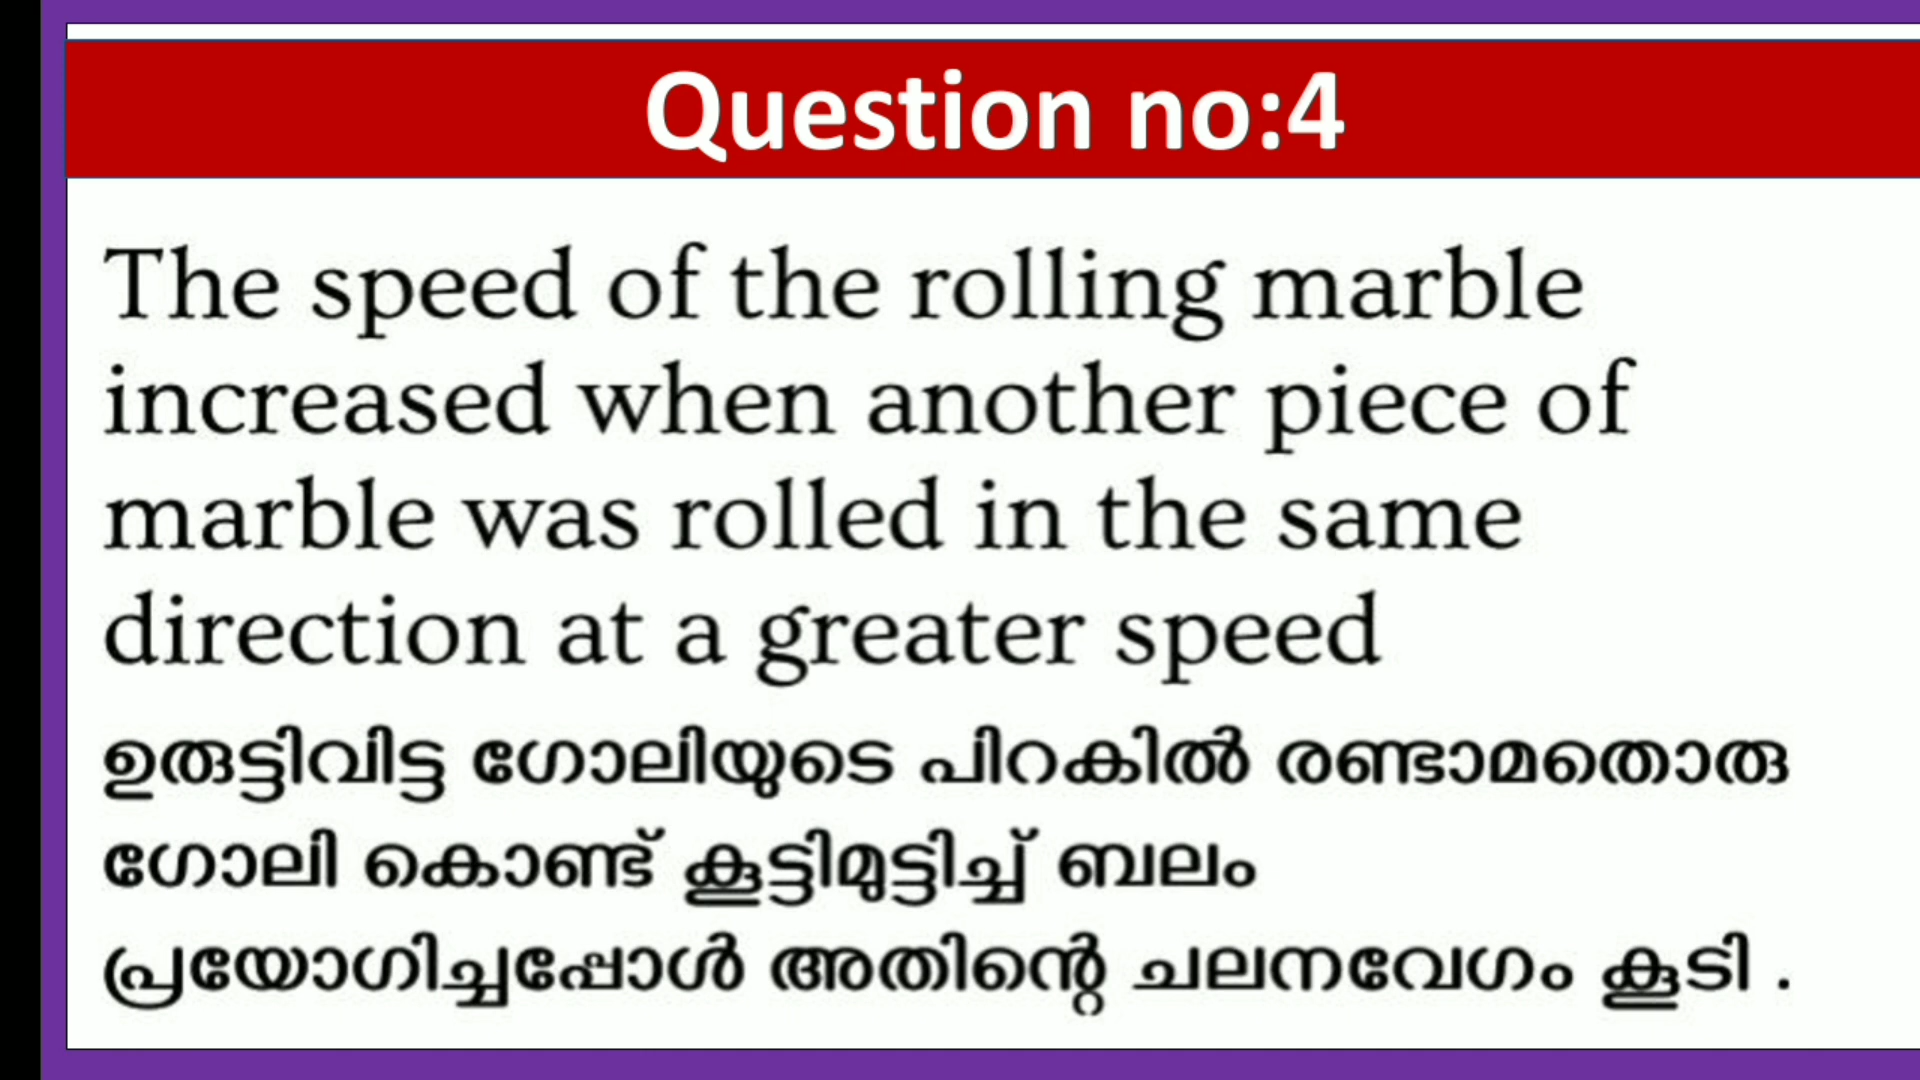 Question no:4
The speed of the rolling marble
increased when another piece of
marble was rolled in the same
direction at a greater speed
ഉരുട്ടിവിട്ട ഗോലിയുടെ പിറകിൽ രണ്ടാമതൊരു
ഗോലി കൊണ്ട് കൂട്ടിമുട്ടിച്ച് ബലം
പ്രയോഗിച്ചപ്പോൾ അതിന്റെ ചലനവേഗം കൂടി .